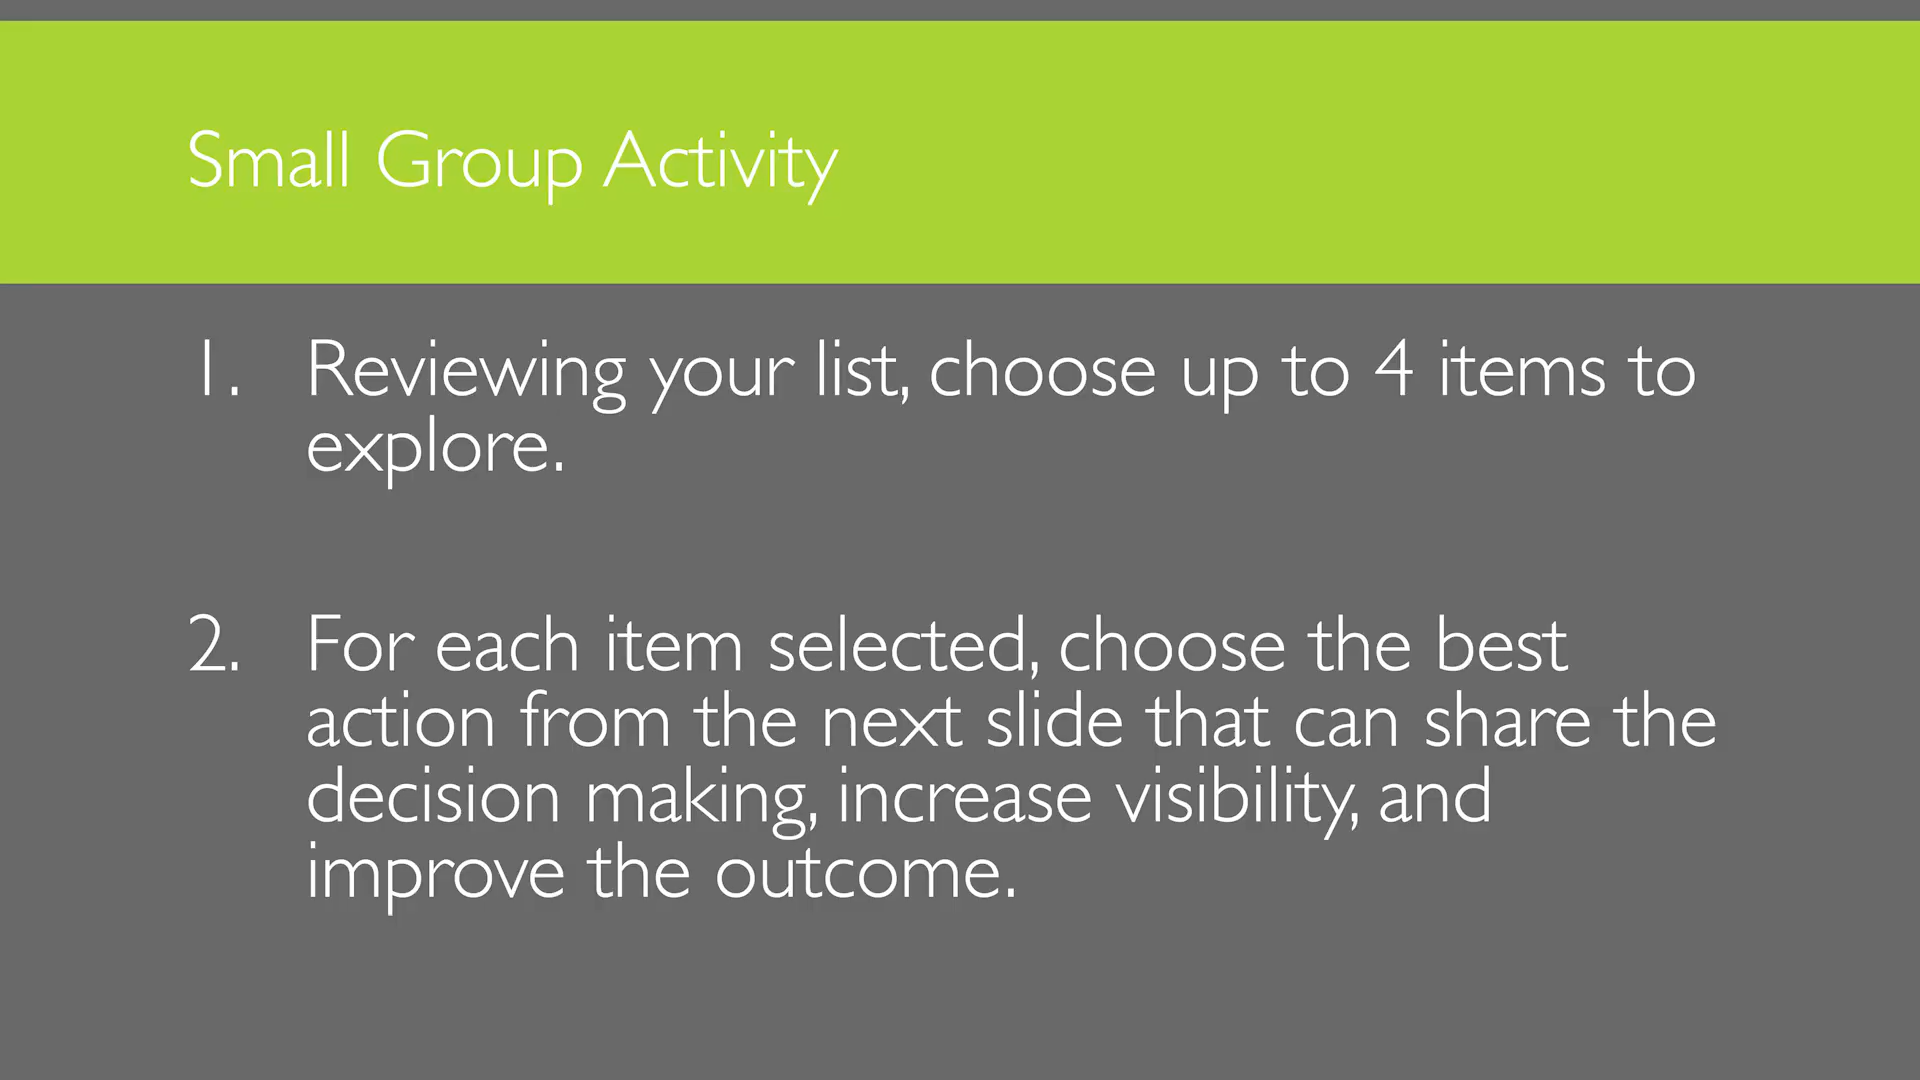 Small Group Activity
1. Reviewing your list, choose up to 4 items to
explore.
2. For each item selected, choose the best
action from the next slide that can share the
decision making, increase visibility, and
improve the outcome.